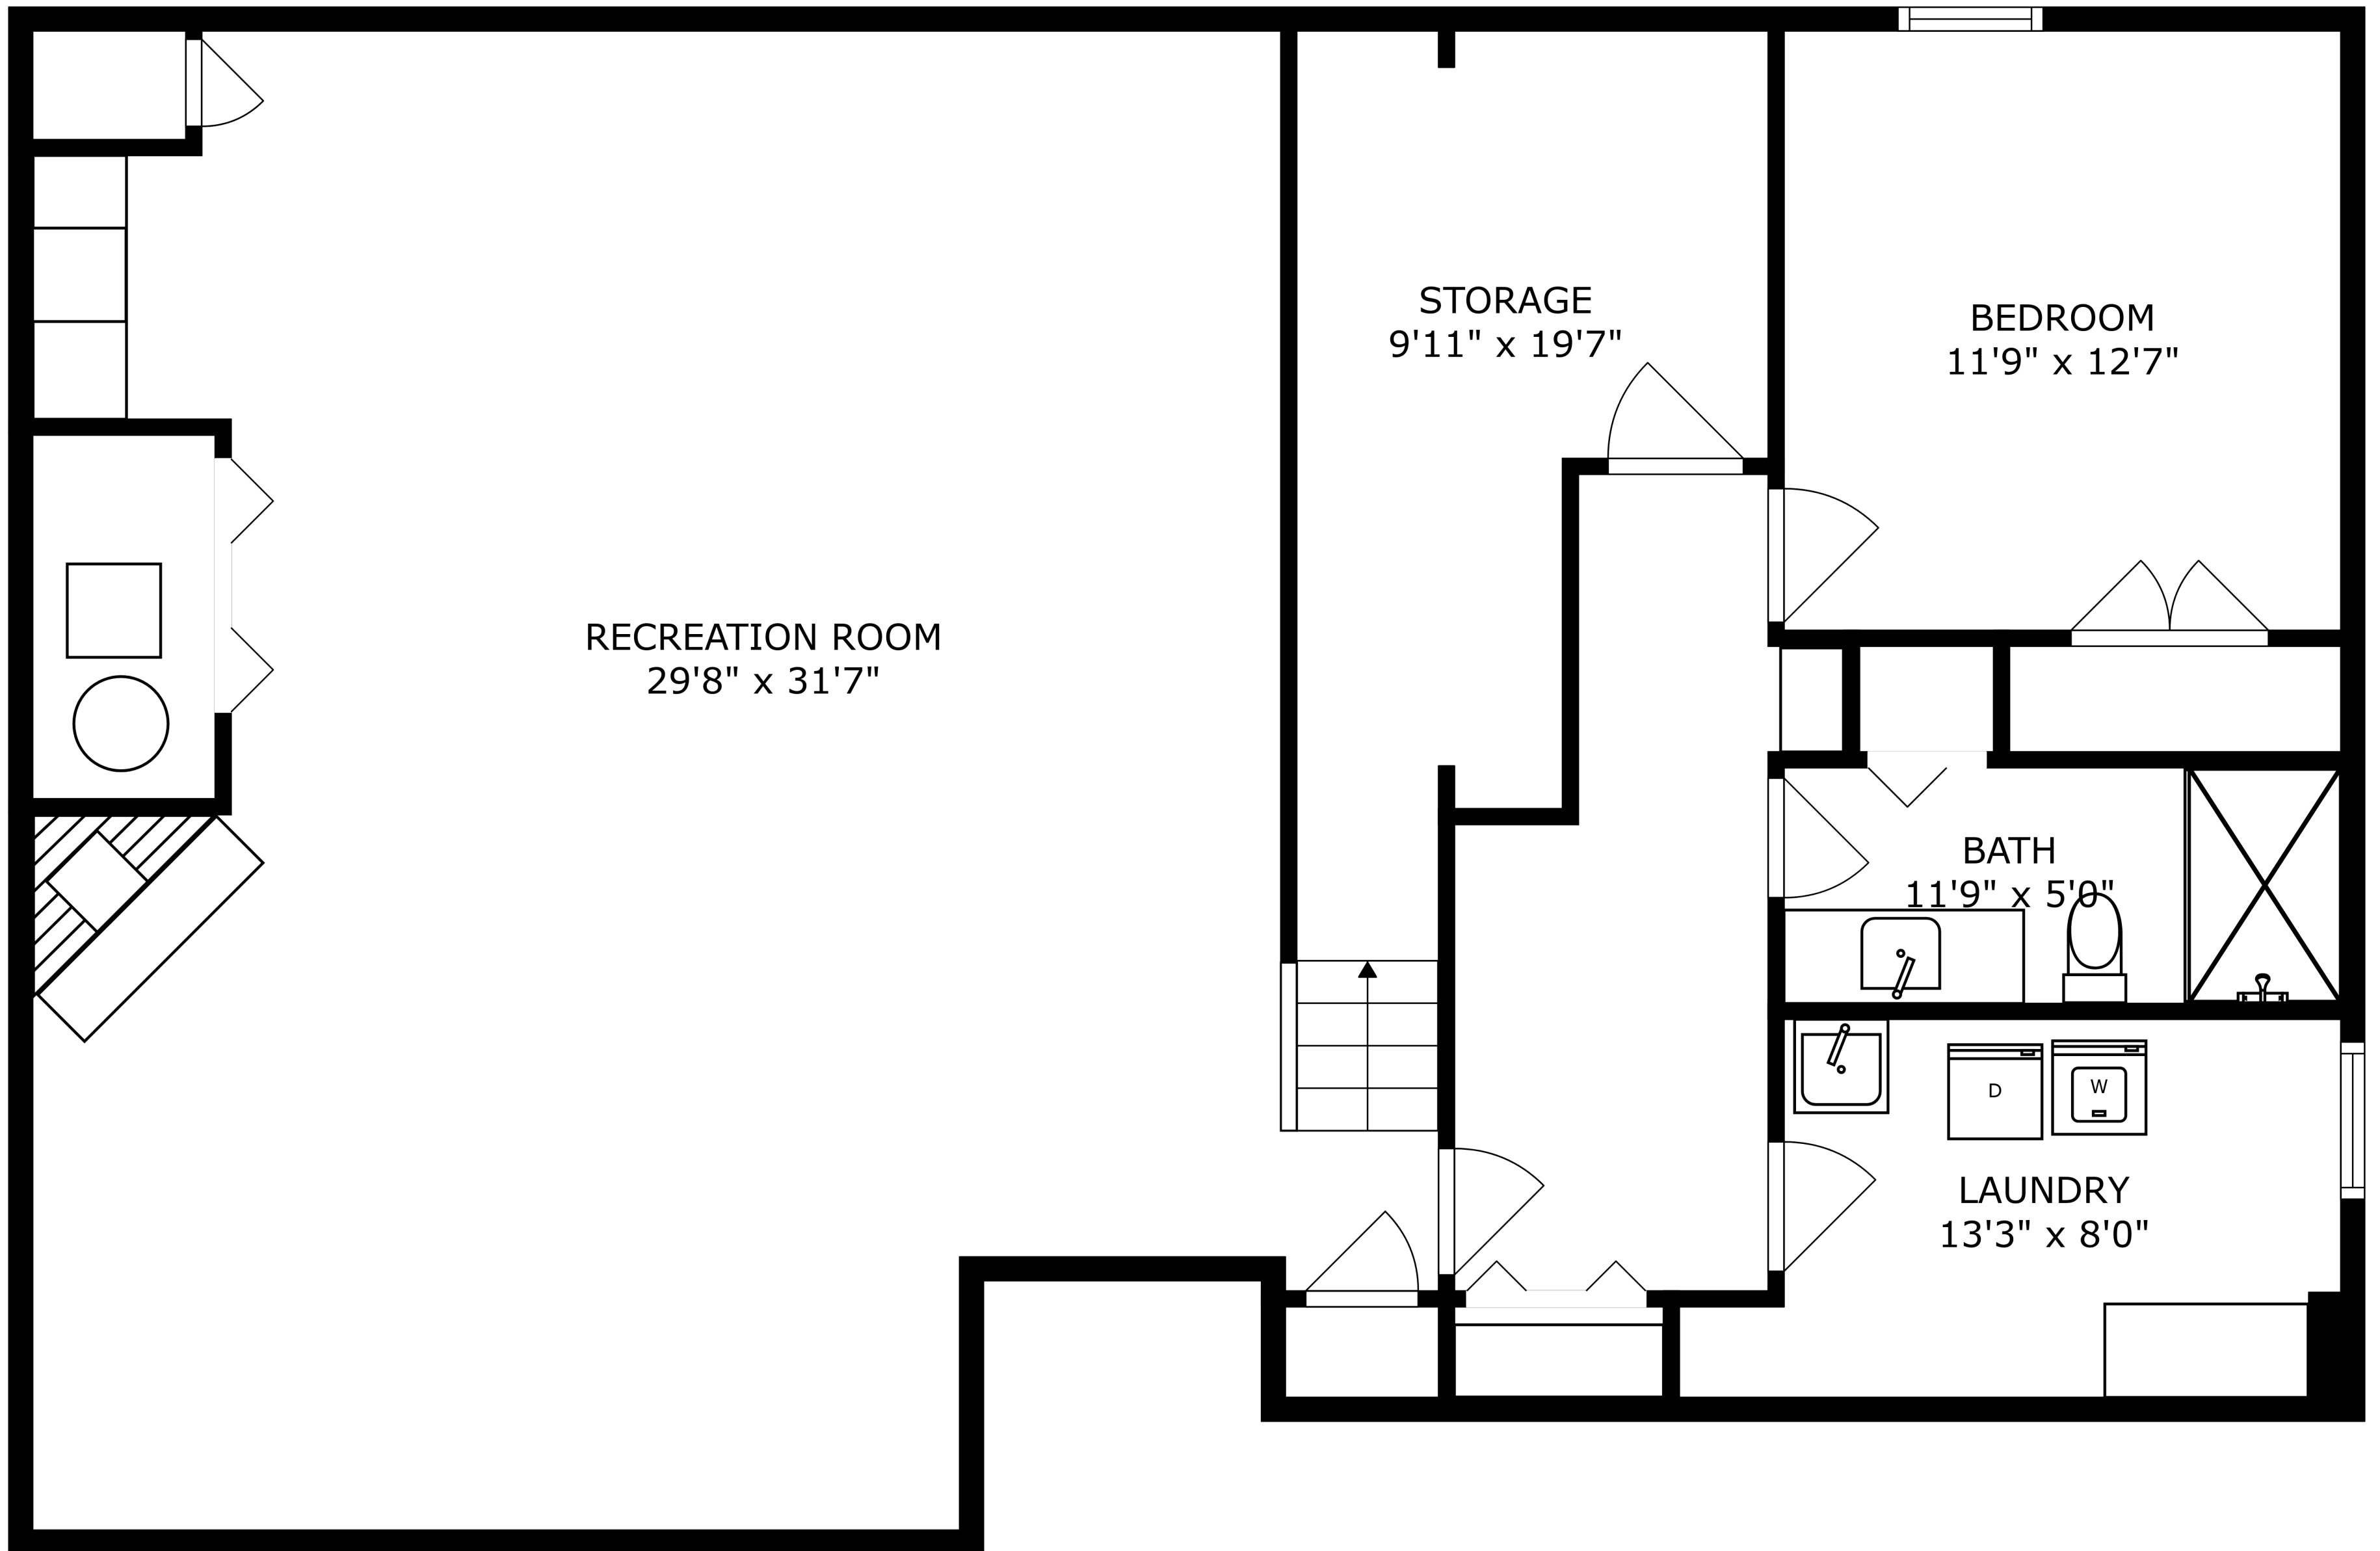 STORAGE
9'11" x 19'7"
BEDROOM
11'9" x 12'7"
RECREATION ROOM
29'8" x 31'7"
BATH
11'9" x 5'0"
D
W
LAUNDRY
13'3" x 8'0"